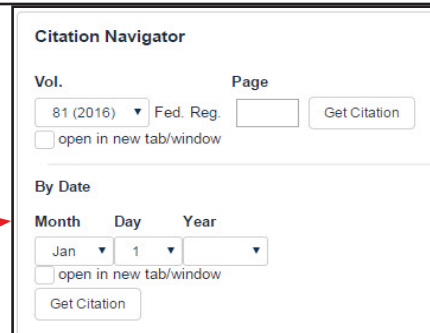 Citation Navigator
Vol. Page
81 (2016) Fed. Reg. Get Citation
open in new tab/window
By Date
Month Day Year
Jan 1
open in new tab/window
Get Citation